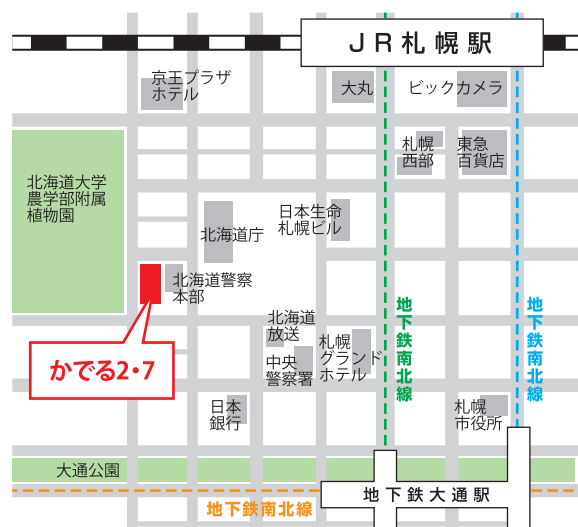 JR札幌駅
京王プラザ
ホテル
大丸
ビックカメラ
札幌
西部
東急
百貨店
北海道大学
農学部附属
植物園
北海道庁
日本生命
札幌ビル
北海道警察
本部
かでる2・7
北海道
放送
中央
警察署
札幌
グランド
ホテル
地下鉄南北線
地下鉄南北線
日本
銀行
札幌
市役所
大通公園
地下鉄南北線
地下鉄大通駅